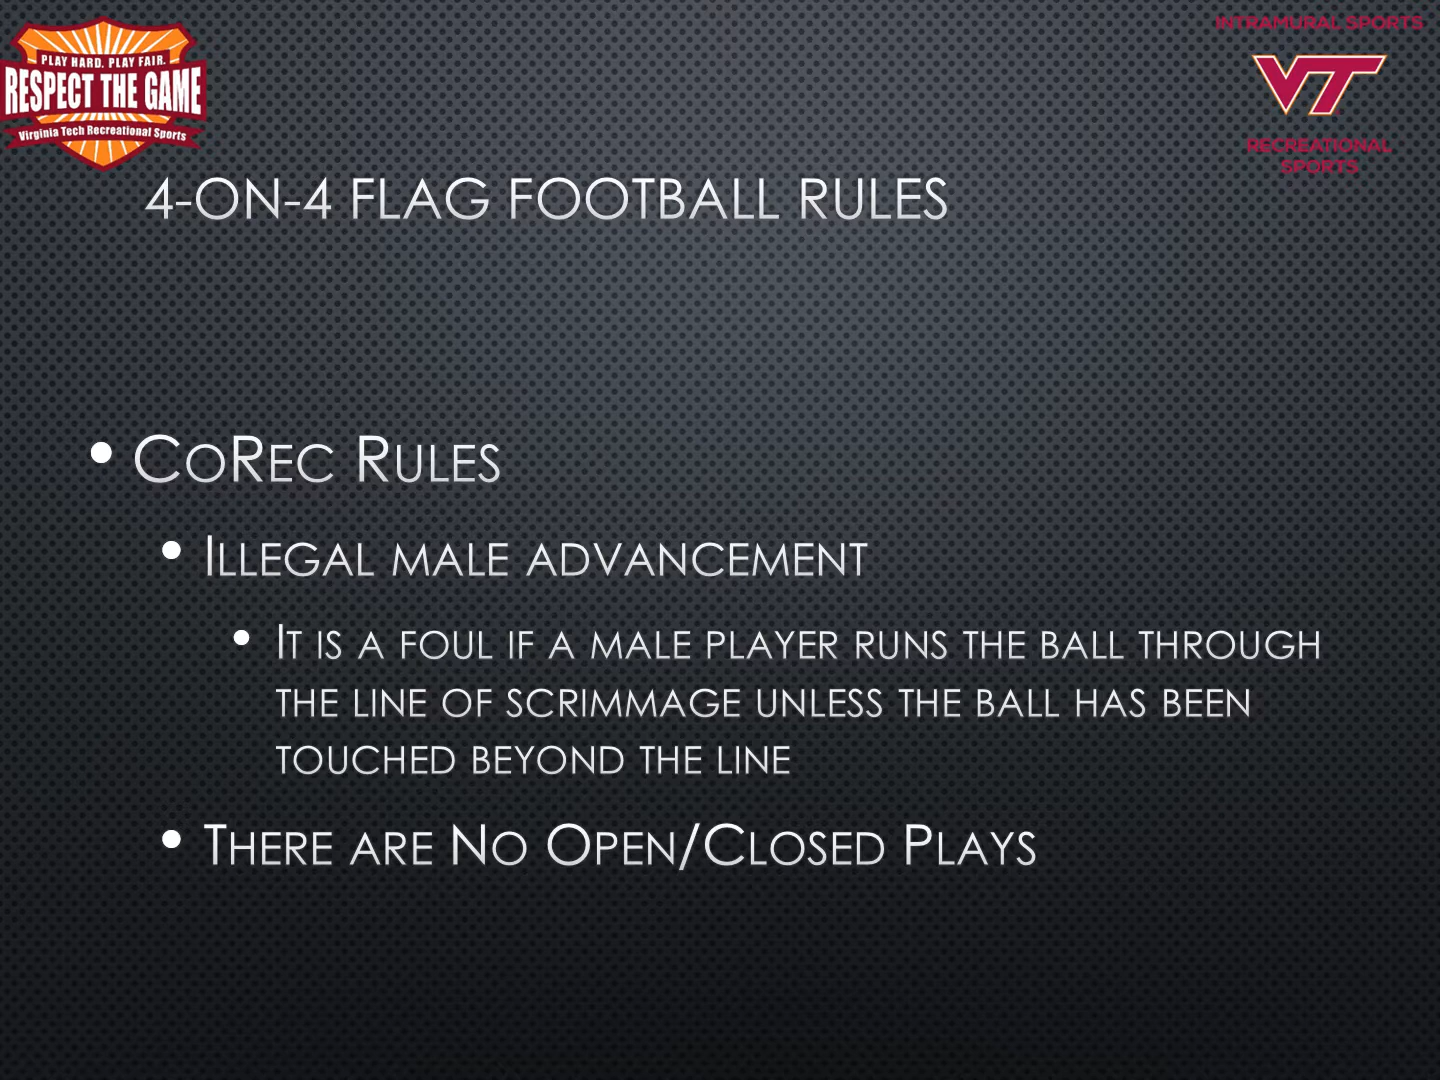 PLAY HARD. PLAY FAIR.
RESPECT THE GAME
Virginia Tech Recreational Sports
INTRAMURAL SPORTS
VT
RECREATIONAL
SPORTS
4-ON-4 FLAG FOOTBALL RULES
• CoRec Rules
• Illegal male advancement
• It is a foul if a male player runs the ball through
the line of scrimmage unless the ball has been
touched beyond the line
• There are No Open/Closed Plays